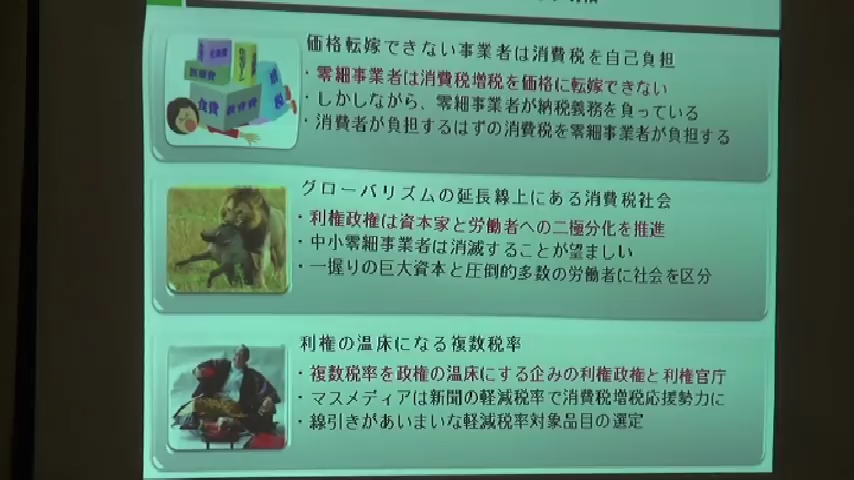 価格転嫁できない事業者は消費税を自己負担
・零細事業者は消費税増税を価格に転嫁できない
・しかしながら、零細事業者が納税義務を負っている
・消費者が負担するはずの消費税を零細事業者が負担する
食費
教育費
グローバリズムの延長線上にある消費税社会
・利権政権は資本家と労働者への二極分化を推進
・中小零細事業者は消滅することが望ましい
・一握りの巨大資本と圧倒的多数の労働者に社会を区分
利権の温床になる複数税率
・複数税率を政権の温床にする企みの利権政権と利権官庁
・マスメディアは新聞の軽減税率で消費税増税応援勢力に
・線引きがあいまいな軽減税率対象品目の選定